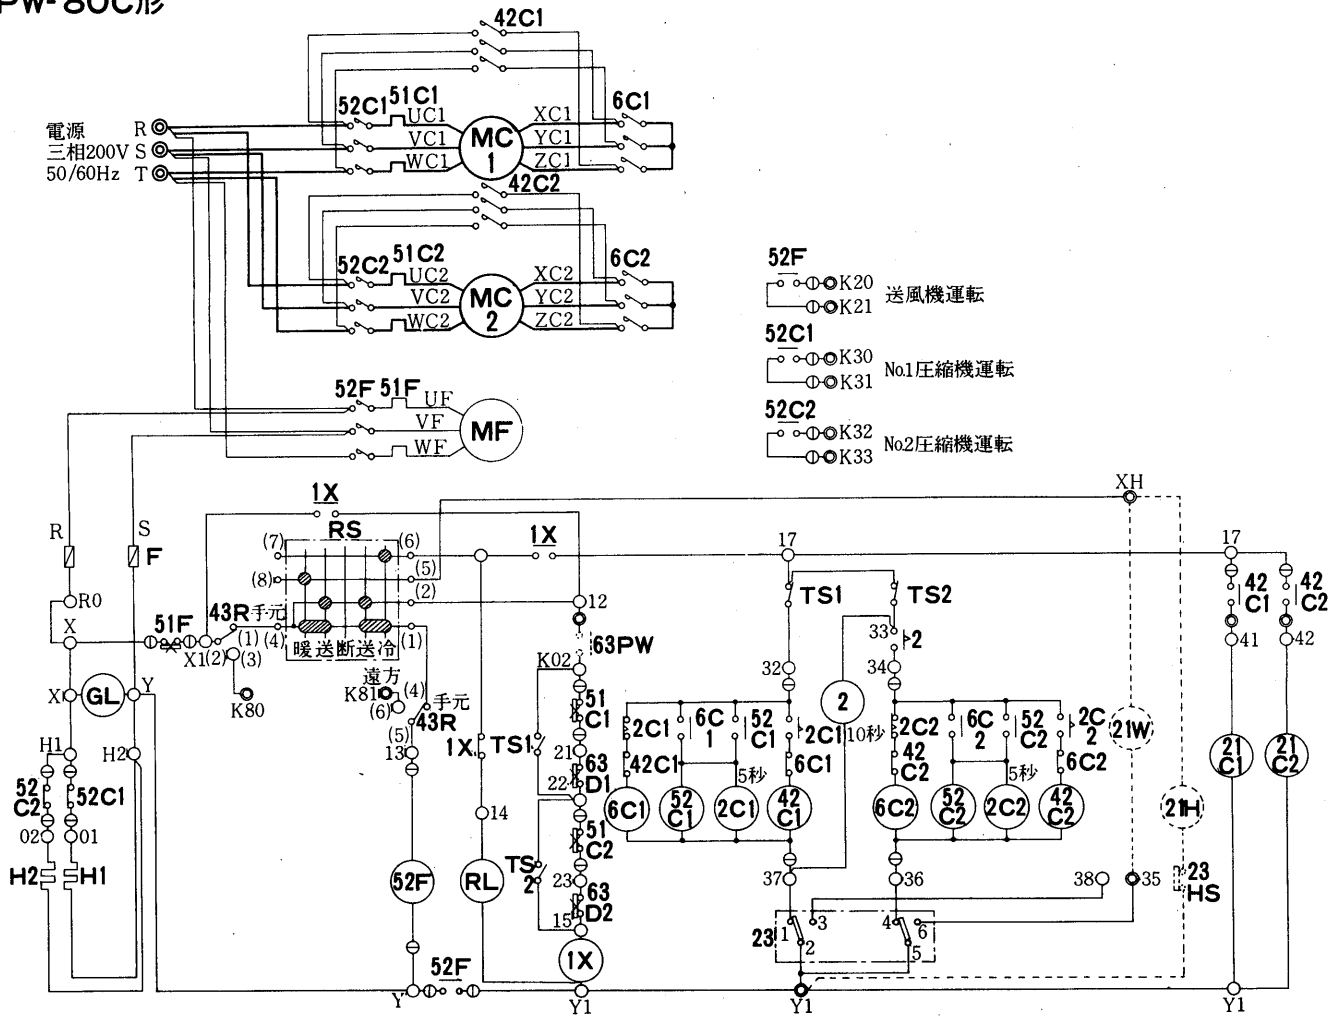 PW-80C形
42C1
52C1 51C1 6C1
電源 R
三相200V S
50/60Hz T
UC1 XC1
VC1 YC1
WC1 ZC1
MC
1
42C2
52C2 51C2 6C2
UC2 XC2
VC2 YC2
WC2 ZC2
MC
2
52F
K20
K21
送風機運転
52C1
K30
K31
No.1圧縮機運転
52C2
K32
K33
No.2圧縮機運転
52F 51F UF
VF
WF
MF
XH
1X
RS
R S
F
(7) (6)
(8) (5)
(2)
(4) (1)
暖送断送冷
1X
17
17
TS1 TS2
42
C1
42
C2
41 42
R0
X
51F
43R 手元
(1)
X1 (2) (3)
K80
12
63PW
K02
遠方
K81 (4)
(6)
手元
43R
(5)
13
X
GL
Y
H1 H2
52
C2
52C1
02 01
H2 H1
1X
14
52F
RL
TS1
51
C1
21
63
D1
22
51
C2
TS
2
23
63
D2
15
1X
33 2
32 34
2
10秒
2C1
6C
1
52
C1
2C1
42C1
6C1
5秒
6C1
52
C1
2C1
42
C1
2C2
6C
2
52
C2
2C
2
42
C2
6C2
5秒
6C2
52
C2
2C2
42
C2
21W
21H
21
C1
21
C2
37 36 38 35
23
HS
23
1 3
2
4 6
5
52F
Y Y1 Y1 Y1